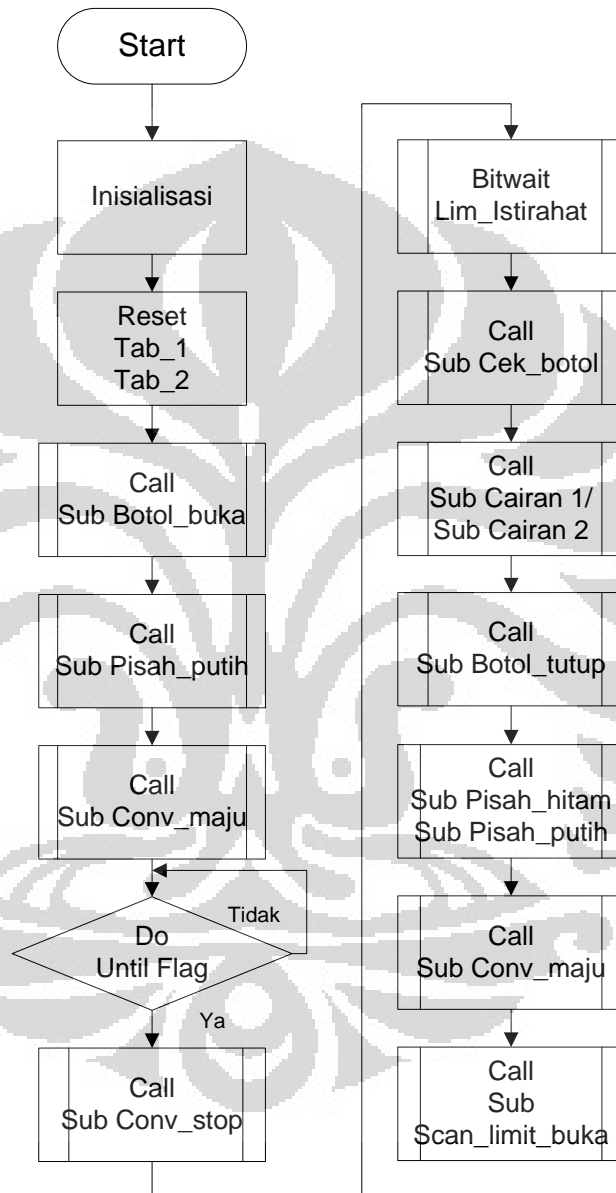 Start
Inisialisasi
Reset
Tab_1
Tab_2
Call
Sub Botol_buka
Call
Sub Pisah_putih
Call
Sub Conv_maju
Do
Until Flag
Tidak
Ya
Call
Sub Conv_stop
Bitwait
Lim_Istirahat
Call
Sub Cek_botol
Call
Sub Cairan 1/
Sub Cairan 2
Call
Sub Botol_tutup
Call
Sub Pisah_hitam
Sub Pisah_putih
Call
Sub Conv_maju
Call
Sub
Scan_limit_buka